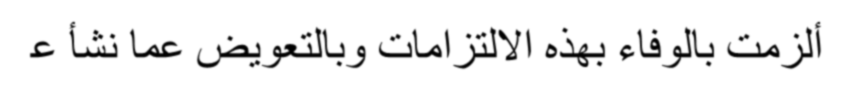 ألزمت بالوفاء بهذه الالتزامات وبالتعويض عما نشأ ع